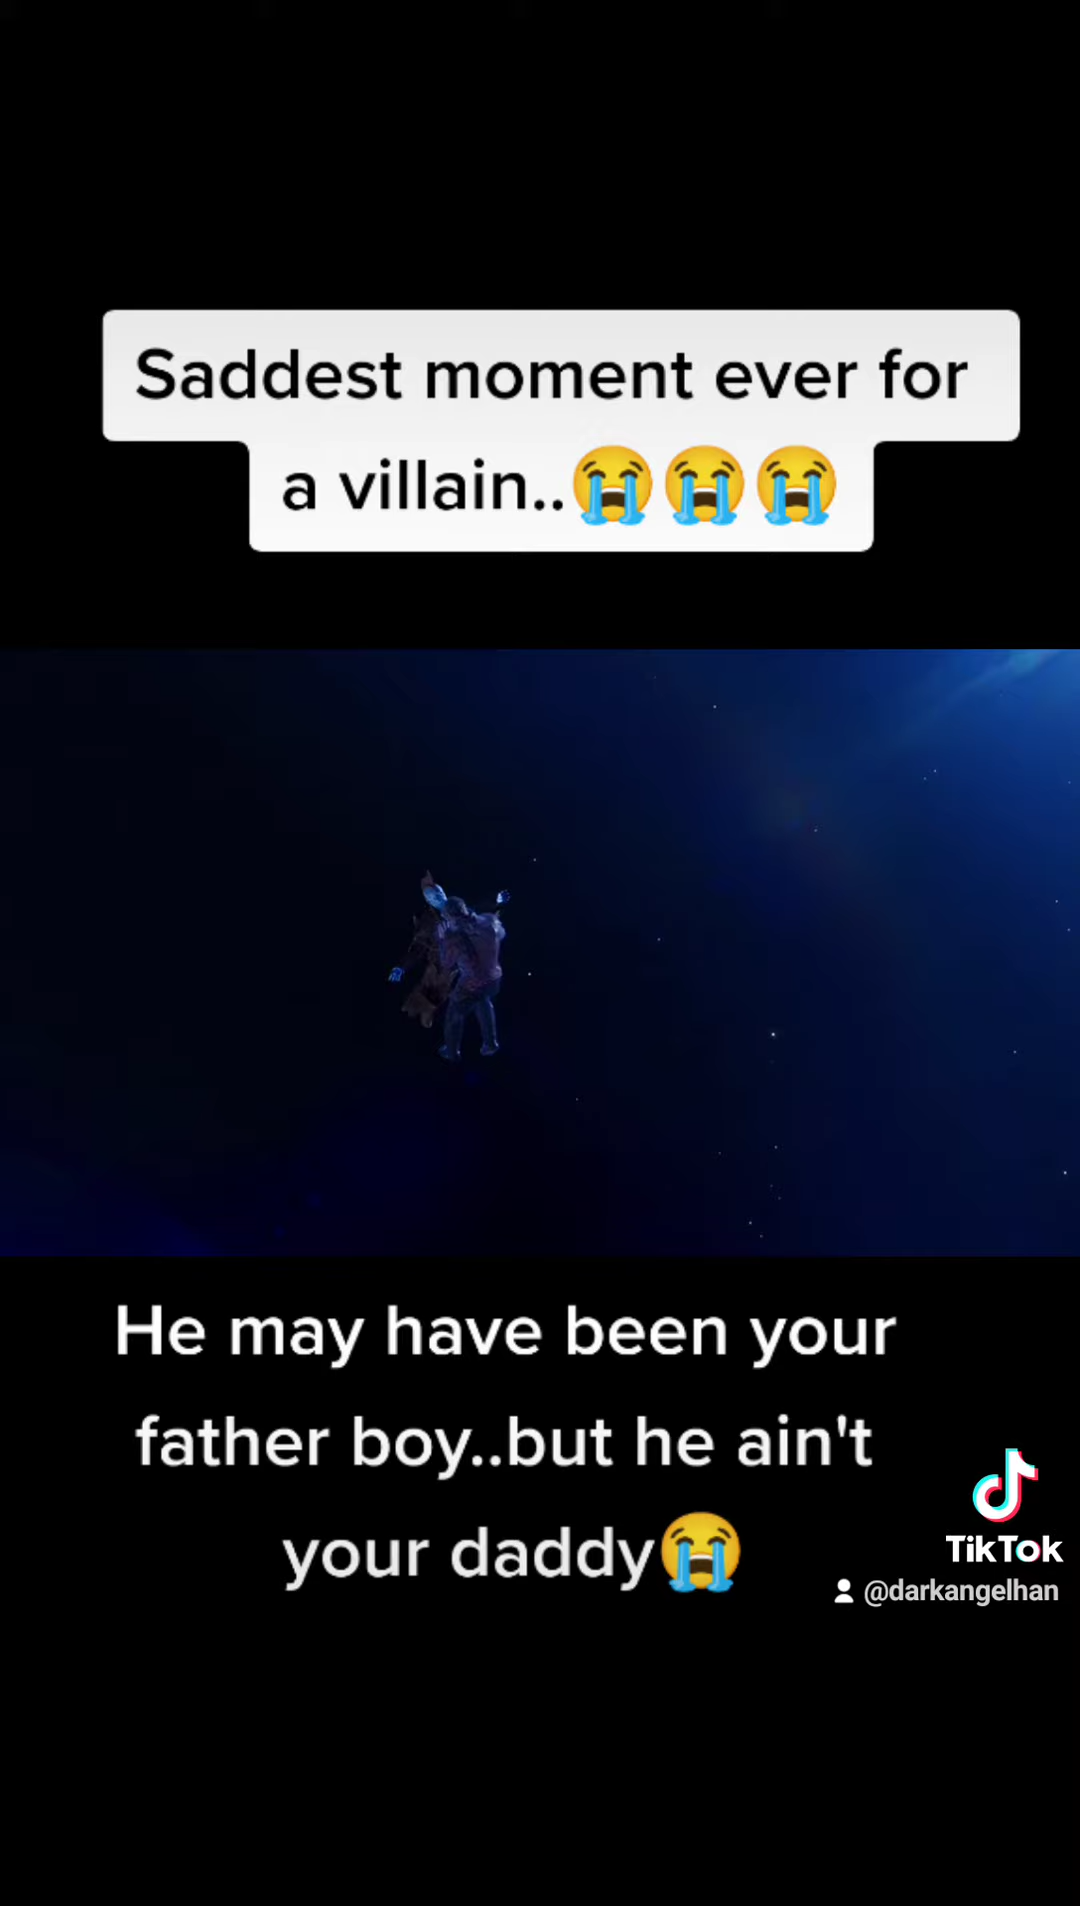 Saddest moment ever for
a villain..😭😭😭
He may have been your
father boy..but he ain't
your daddy😭
TikTok
@darkangelhan